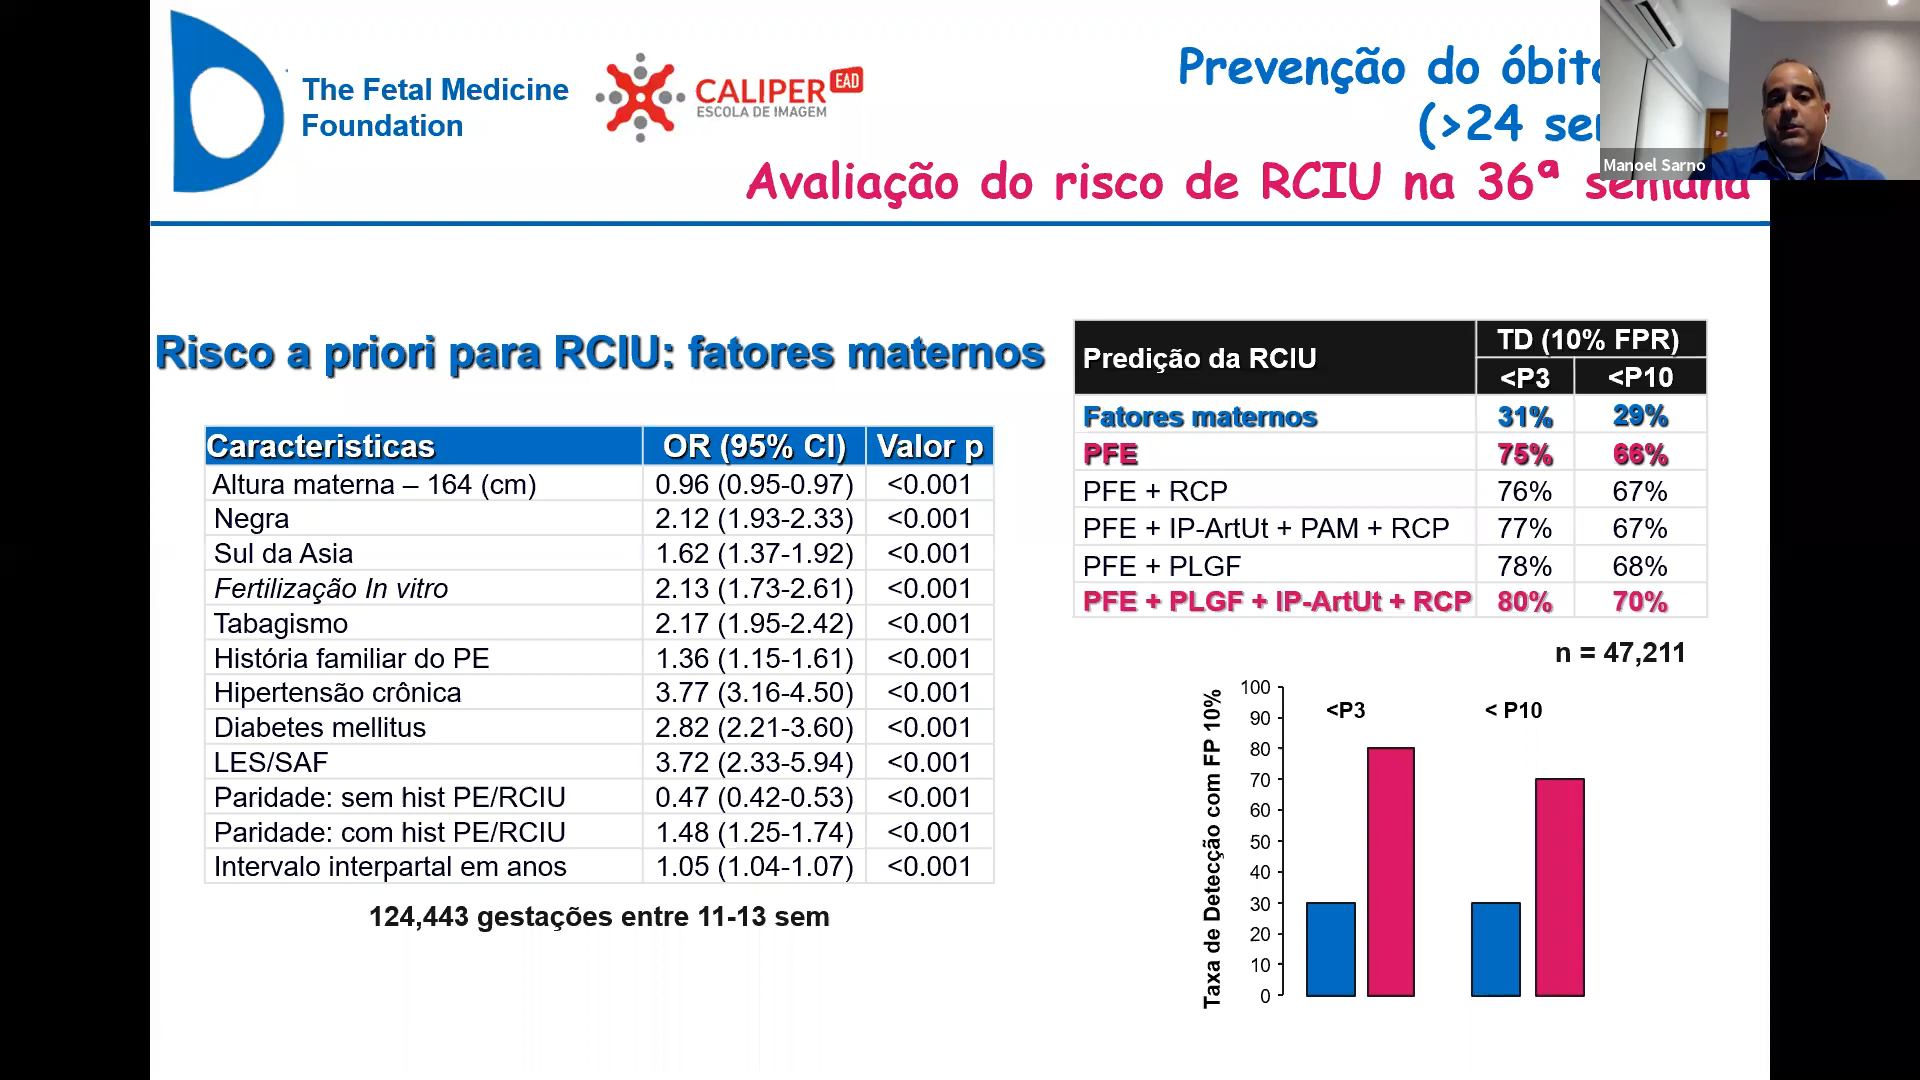 The Fetal Medicine
Foundation
CALIPER EAD
ESCOLA DE IMAGEM
Prevenção do óbito
(>24
Avaliação do risco de RCIU na 36ª semana
Manoel Sarno
Risco a priori para RCIU: fatores maternos
Caracteristicas OR (95% CI) Valor p
Altura materna – 164 (cm) 0.96 (0.95-0.97) <0.001
Negra 2.12 (1.93-2.33) <0.001
Sul da Asia 1.62 (1.37-1.92) <0.001
Fertilização In vitro 2.13 (1.73-2.61) <0.001
Tabagismo 2.17 (1.95-2.42) <0.001
História familiar do PE 1.36 (1.15-1.61) <0.001
Hipertensão crônica 3.77 (3.16-4.50) <0.001
Diabetes mellitus 2.82 (2.21-3.60) <0.001
LES/SAF 3.72 (2.33-5.94) <0.001
Paridade: sem hist PE/RCIU 0.47 (0.42-0.53) <0.001
Paridade: com hist PE/RCIU 1.48 (1.25-1.74) <0.001
Intervalo interpartal em anos 1.05 (1.04-1.07) <0.001
124,443 gestações entre 11-13 sem
Predição da RCIU TD (10% FPR)
<P3 <P10
Fatores maternos 31% 29%
PFE 75% 66%
PFE + RCP 76% 67%
PFE + IP-ArtUt + PAM + RCP 77% 67%
PFE + PLGF 78% 68%
PFE + PLGF + IP-ArtUt + RCP 80% 70%
n = 47,211
Taxa de Detecção com FP 10%
<P3 < P10
100
90
80
70
60
50
40
30
20
10
0